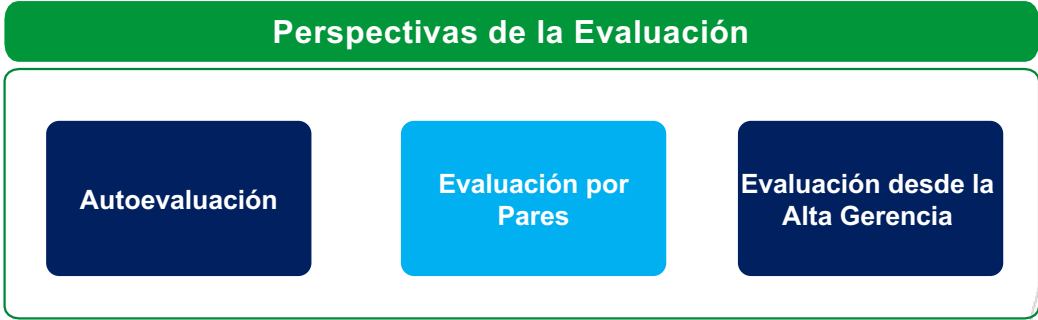 Perspectivas de la Evaluación
Autoevaluación
Evaluación por
Pares
Evaluación desde la
Alta Gerencia